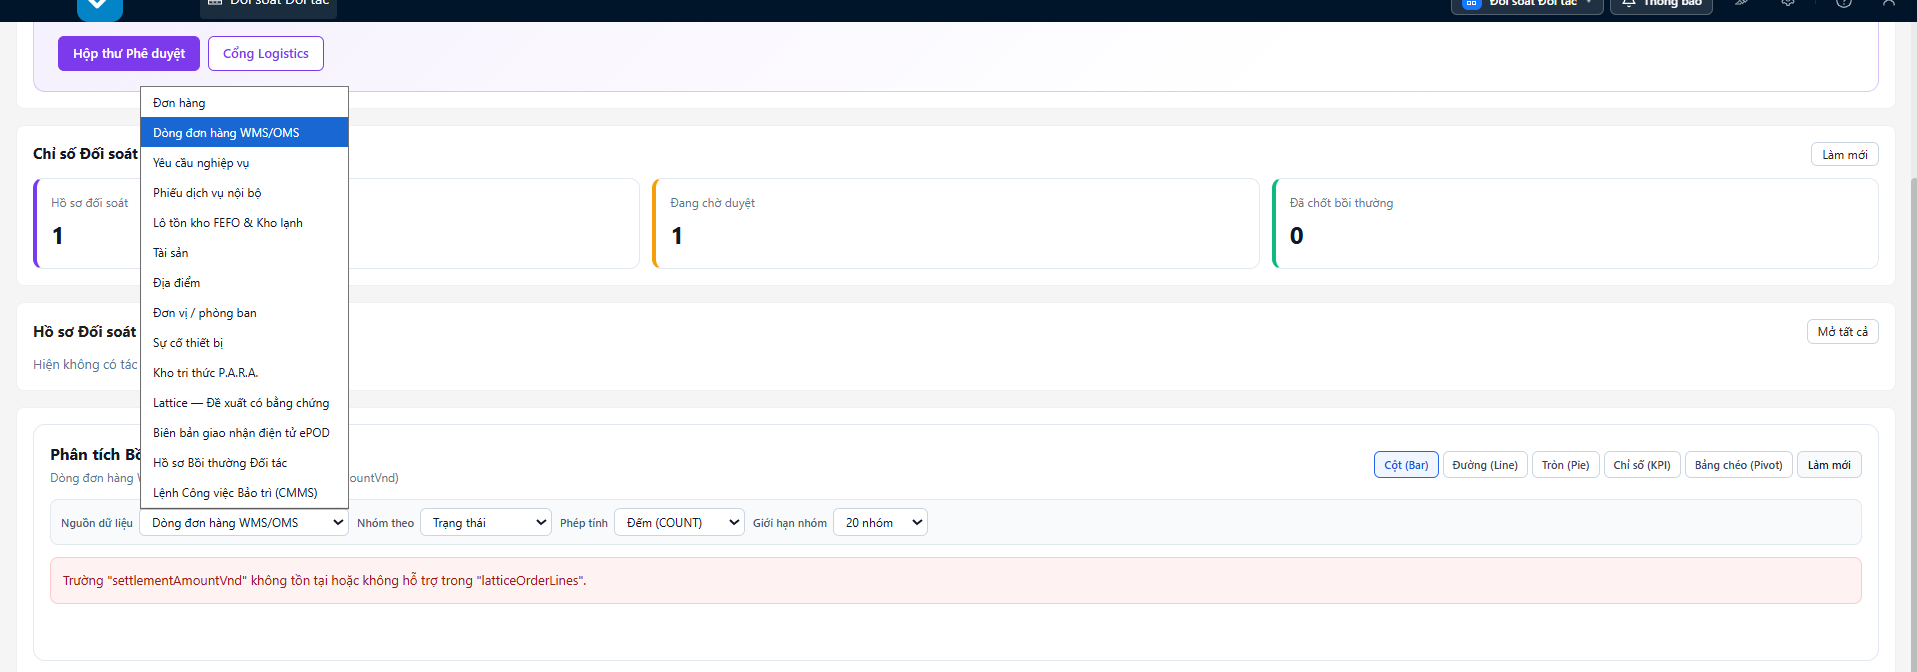 Đối soát Đối tác
Đối soát Đối tác
Thông báo
Hộp thư Phê duyệt
Cổng Logistics
Chỉ số Đối soát
Làm mới
Hồ sơ đối soát
1
Đang chờ duyệt
1
Đã chốt bồi thường
0
Hồ sơ Đối soát
Mở tất cả
Hiện không có tác
Đơn hàng
Dòng đơn hàng WMS/OMS
Yêu cầu nghiệp vụ
Phiếu dịch vụ nội bộ
Lô tồn kho FEFO & Kho lạnh
Tài sản
Địa điểm
Đơn vị / phòng ban
Sự cố thiết bị
Kho tri thức P.A.R.A.
Lattice — Đề xuất có bằng chứng
Biên bản giao nhận điện tử ePOD
Hồ sơ Bồi thường Đối tác
Lệnh Công việc Bảo trì (CMMS)
Phân tích
Cột (Bar)
Đường (Line)
Tròn (Pie)
Chỉ số (KPI)
Bảng chéo (Pivot)
Làm mới
Dòng đơn hàng ountVnd)
Nguồn dữ liệu Dòng đơn hàng WMS/OMS Nhóm theo Trạng thái Phép tính Đếm (COUNT) Giới hạn nhóm 20 nhóm
Trường "settlementAmountVnd" không tồn tại hoặc không hỗ trợ trong "latticeOrderLines".